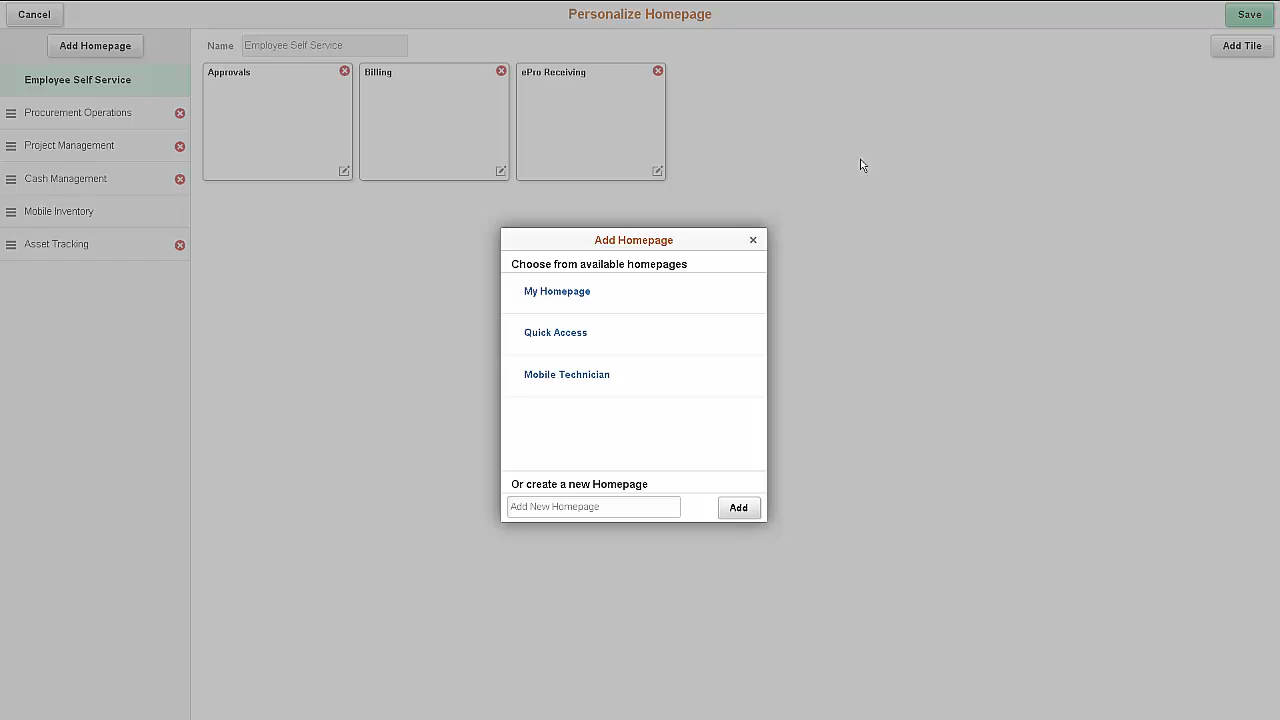 Cancel
Personalize Homepage
Save
Add Homepage
Name
Employee Self Service
Add Tile
Employee Self Service
Procurement Operations
Project Management
Cash Management
Mobile Inventory
Asset Tracking
Approvals
Billing
ePro Receiving
Add Homepage
Choose from available homepages
My Homepage
Quick Access
Mobile Technician
Or create a new Homepage
Add New Homepage
Add